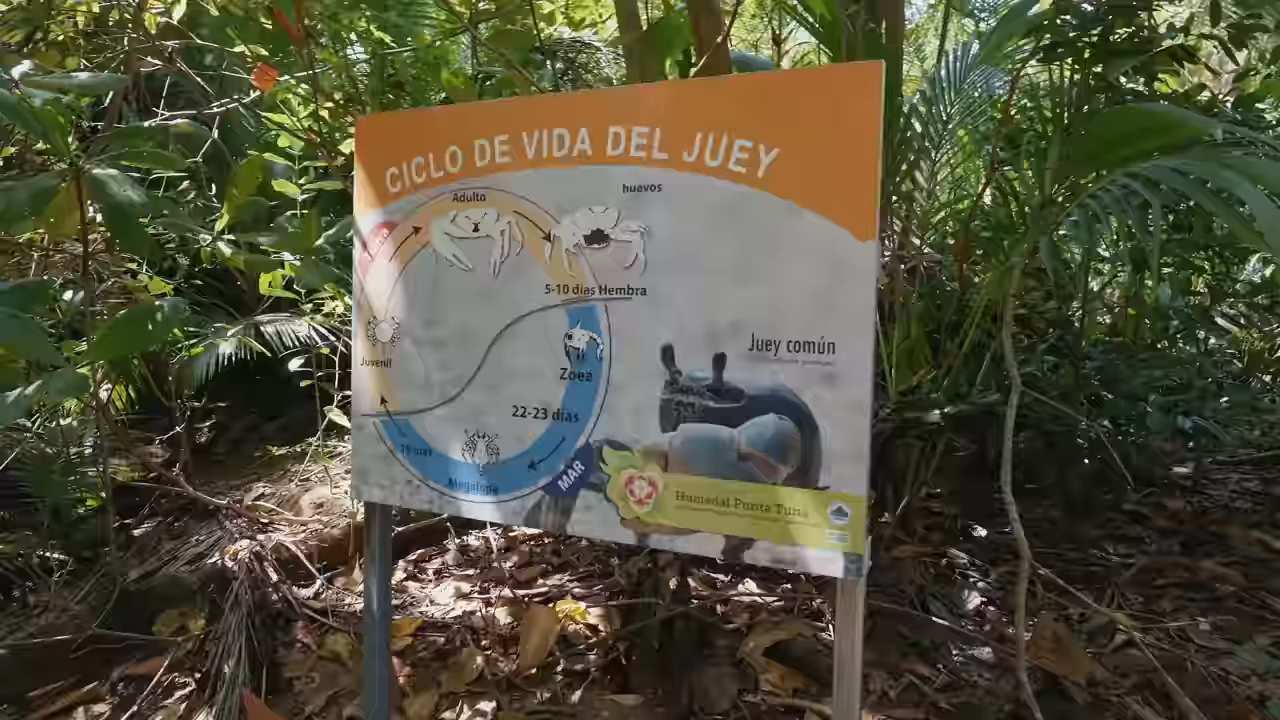 CICLO DE VIDA DEL JUEY
Adulto
huevos
5-10 días Hembra
Juvenil
Juey común
Zoea
22-23 días
Megalopa
MAR
Humedal Punta Tuna